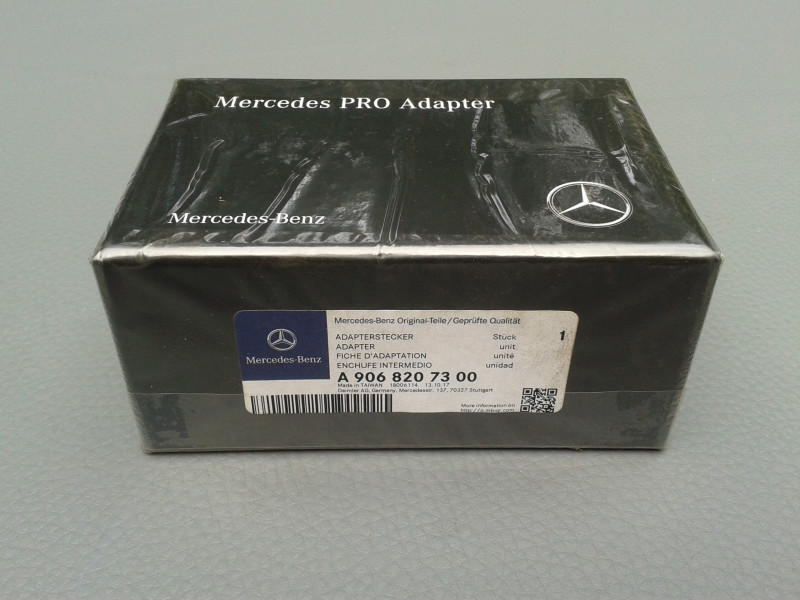 Mercedes PRO Adapter
Mercedes-Benz
Mercedes-Benz
Mercedes-Benz Original-Teile/Geprüfte Qualität
ADAPTERSTECKER Stück 1
ADAPTER unit
FICHE D'ADAPTATION unité
ENCHUFE INTERMEDIO unidad
A 906 820 73 00
Made in TAIWAN 18006114 13.10.17
Daimler AG, Germany, Mercedesstr. 137, 70327 Stuttgart
More information on